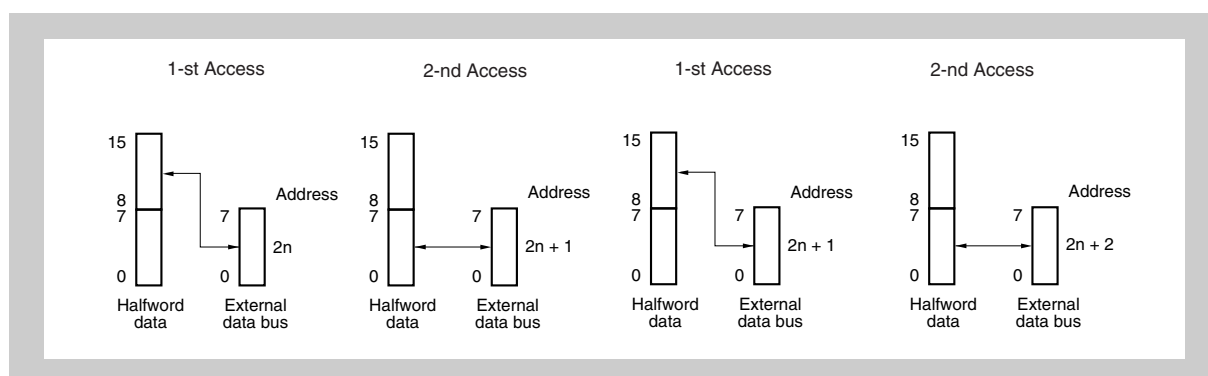 1-st Access
2-nd Access
1-st Access
2-nd Access
15
8
7
0
7
0
Address
2n
Halfword
data
External
data bus
15
8
7
0
7
0
Address
2n + 1
Halfword
data
External
data bus
15
8
7
0
7
0
Address
2n + 1
Halfword
data
External
data bus
15
8
7
0
7
0
Address
2n + 2
Halfword
data
External
data bus